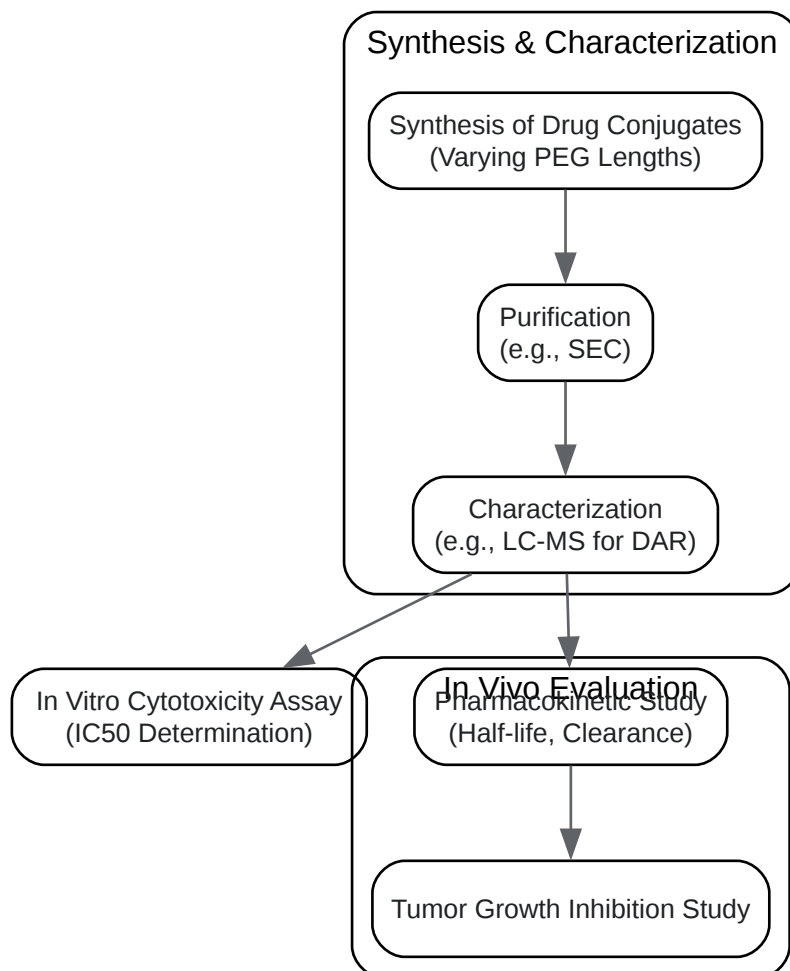 Synthesis & Characterization
Synthesis of Drug Conjugates
(Varying PEG Lengths)
Purification
(e.g., SEC)
Characterization
(e.g., LC-MS for DAR)
In Vitro Cytotoxicity Assay
(IC50 Determination)
In Vivo Evaluation
Pharmacokinetic Study
(Half-life, Clearance)
Tumor Growth Inhibition Study